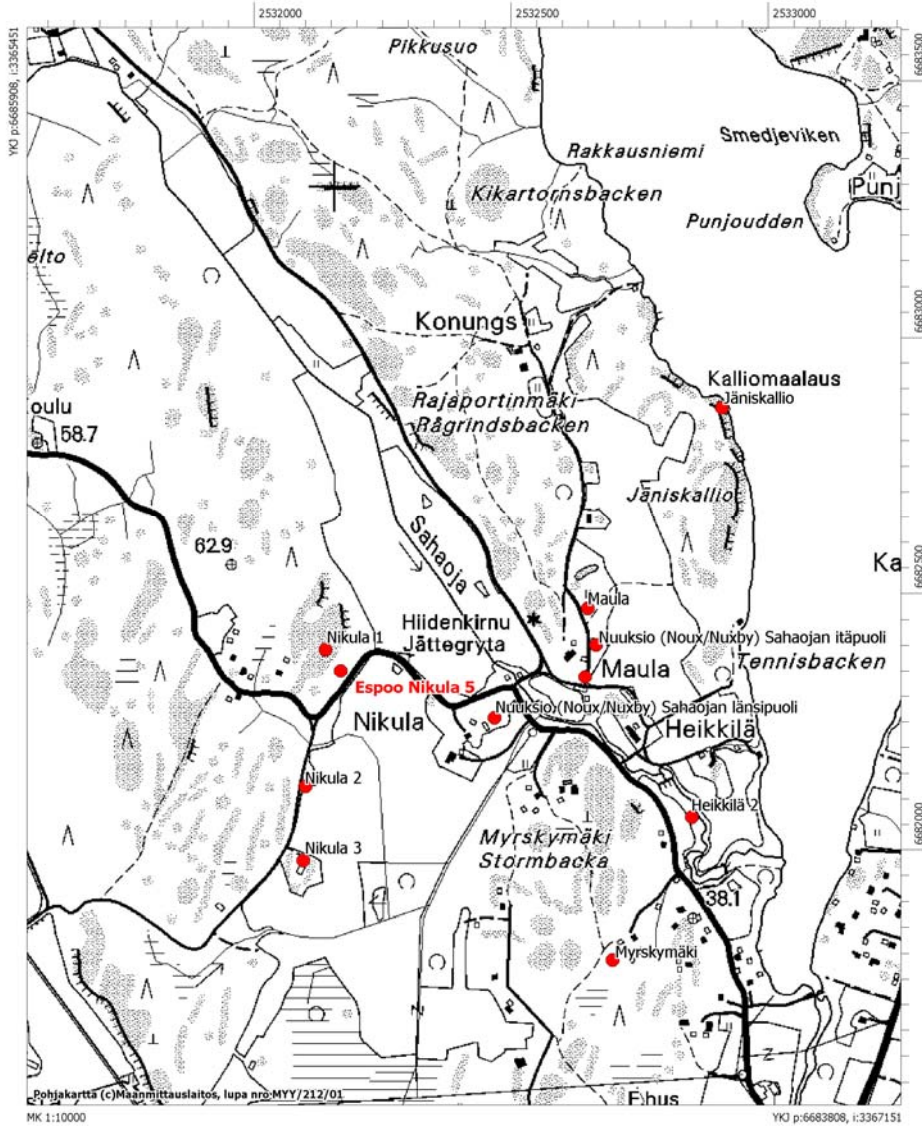 2532000
2532500
2533000
YKJ p:6685908, i:3365451
6683500
Pikkusuo
Smedjeviken
Rakkausniemi
Kikartornsbacken
Punj
Punjoudden
elto
6683000
Konungs
Kalliomaalaus
Jäniskallio
oulu
58.7
Rajaportinmäki
Rågrindsbacken
Jäniskallio
Sahaoja
62.9
6682500
Ka
Maula
Hiidenkirnu
Jättegryta
Nikula 1
Nuuksio (Noux/Nuxby) Sahaojan itäpuoli
Maula
Tennisbacken
Espoo Nikula 5
Nikula
Nuuksio (Noux/Nuxby) Sahaojan länsipuoli
Heikkilä
Nikula 2
Heikkilä 2
6682000
Myrskymäki
Stormbacka
Nikula 3
38.1
Myrskymäki
Z
Z
Pohjakartta (c)Maanmittauslaitos, lupa nro MYY/212/01
MK 1:10000
YKJ p:6683808, i:3367151